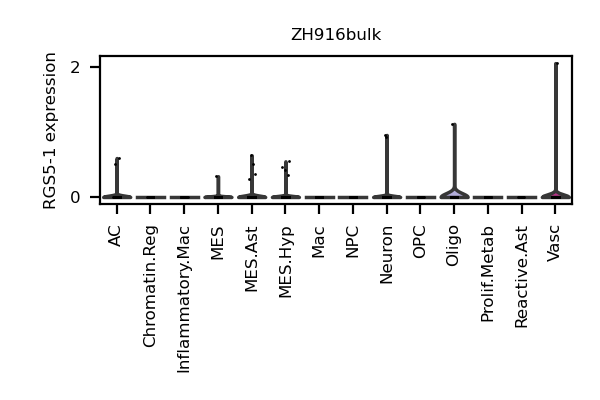 ZH916bulk
RGS5-1 expression
2
0
AC
Chromatin.Reg
Inflammatory.Mac
MES
MES.Ast
MES.Hyp
Mac
NPC
Neuron
OPC
Oligo
Prolif.Metab
Reactive.Ast
Vasc